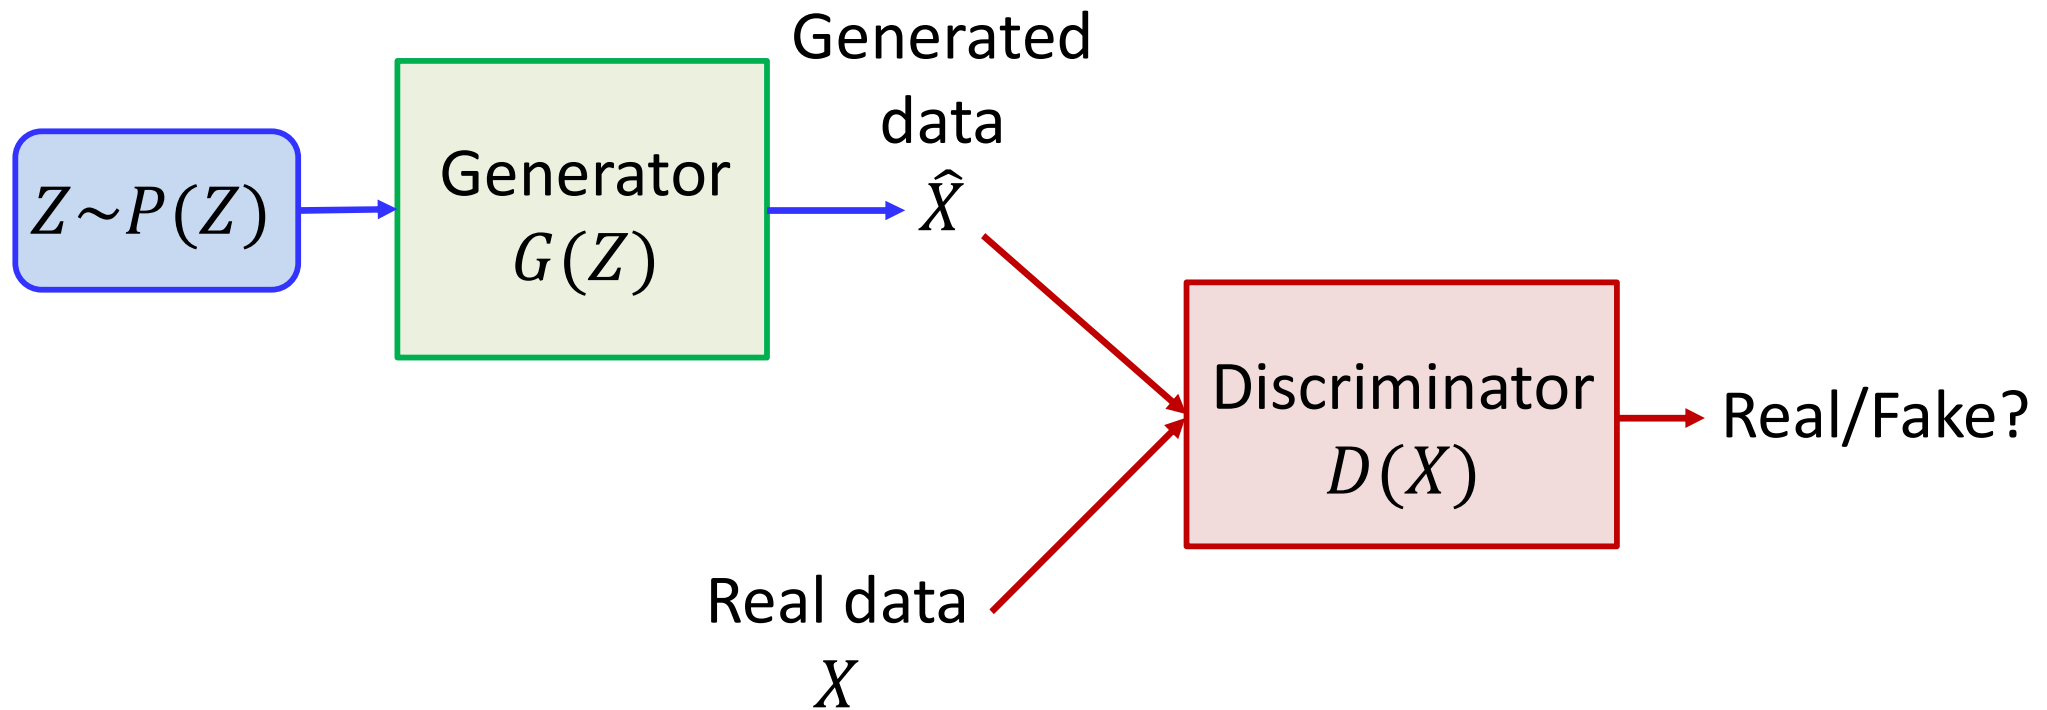 Z~P(Z)
Generator
G(Z)
Generated
data
X̂
Discriminator
D(X)
Real/Fake?
Real data
X